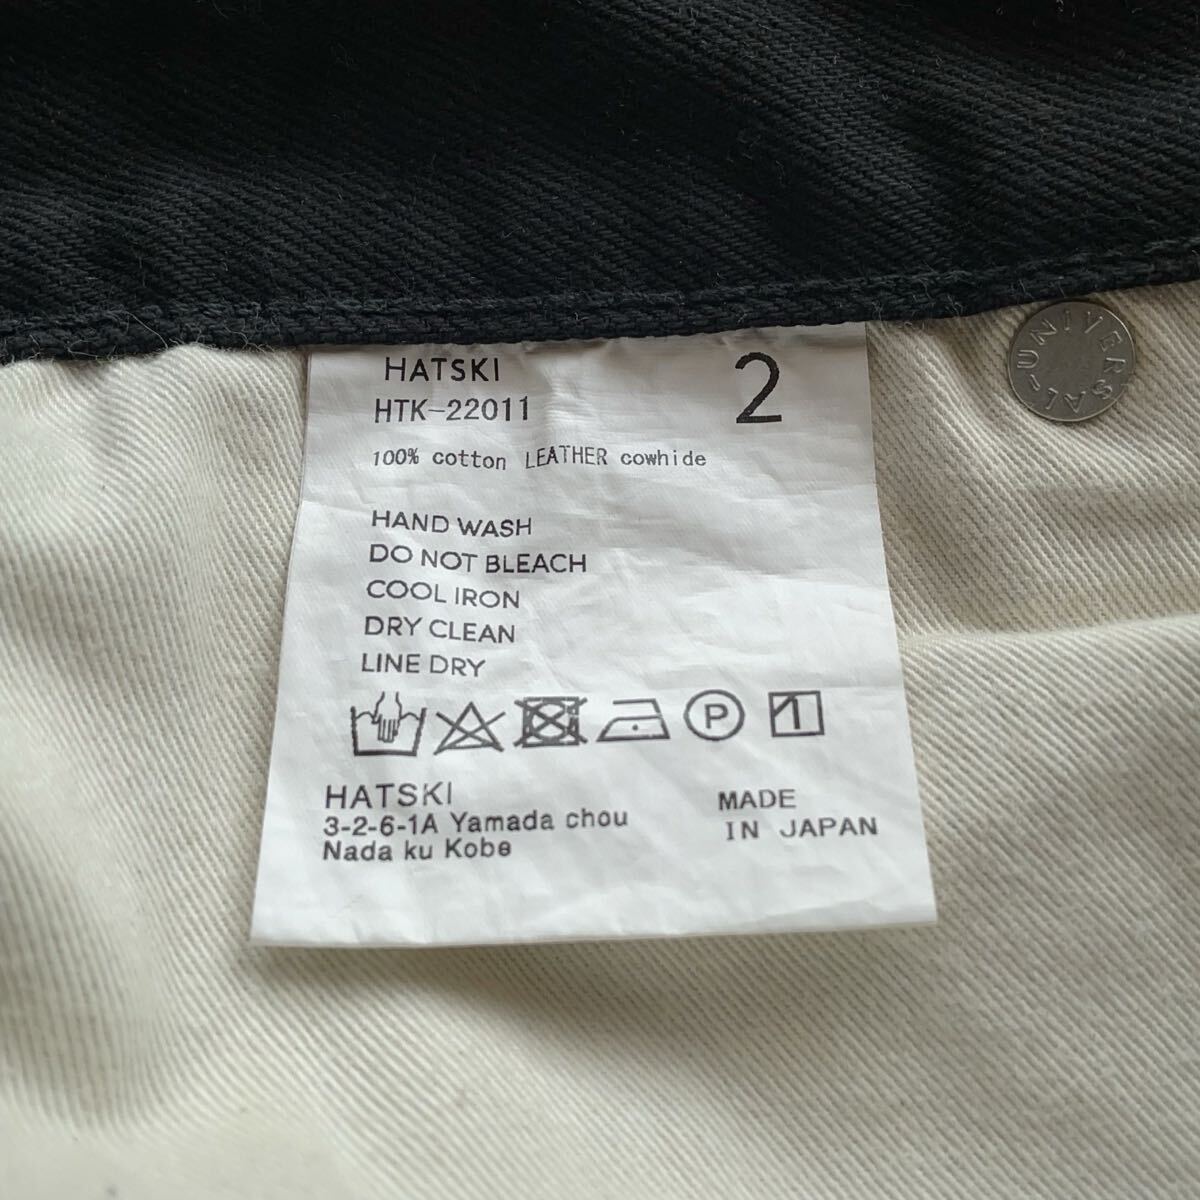 HATSKI
2
HTK-22011
100% cotton LEATHER cowhide
HAND WASH
DO NOT BLEACH
COOL IRON
DRY CLEAN
LINE DRY
P
HATSKI
3-2-6-1A Yamada chou
Nada ku Kobe
MADE
IN JAPAN
UNIVERSAL